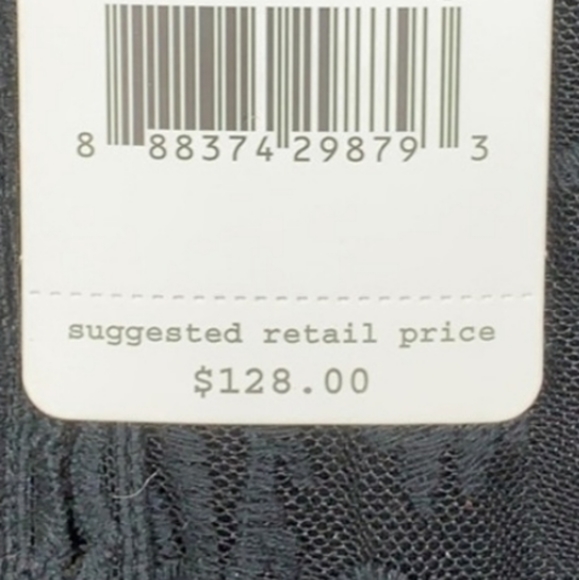 8 88374 29879 3
suggested retail price
$128.00